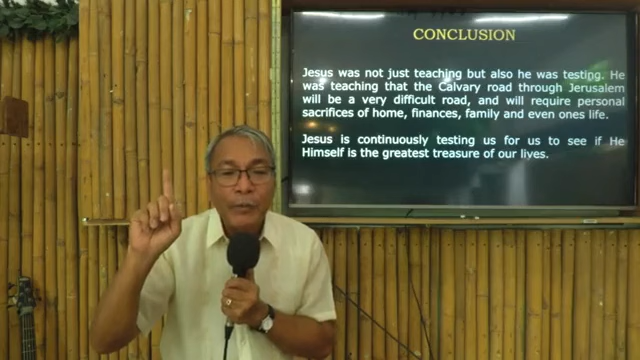 CONCLUSION
Jesus was not just teaching but also he was testing. He
was teaching that the Calvary road through Jerusalem
will be a very difficult road, and will require personal
sacrifices of home, finances, family and even ones life.
Jesus is continuously testing us for us to see if He
Himself is the greatest treasure of our lives.